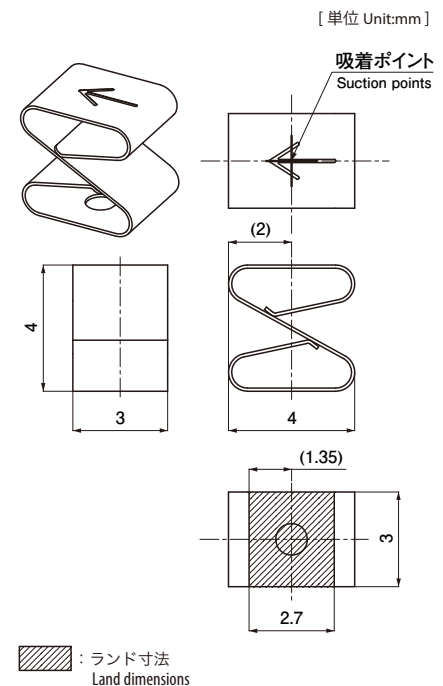 [ 単位 Unit:mm ]
吸着ポイント
Suction points
(2)
4
3
4
(1.35)
3
2.7
: ランド寸法
Land dimensions